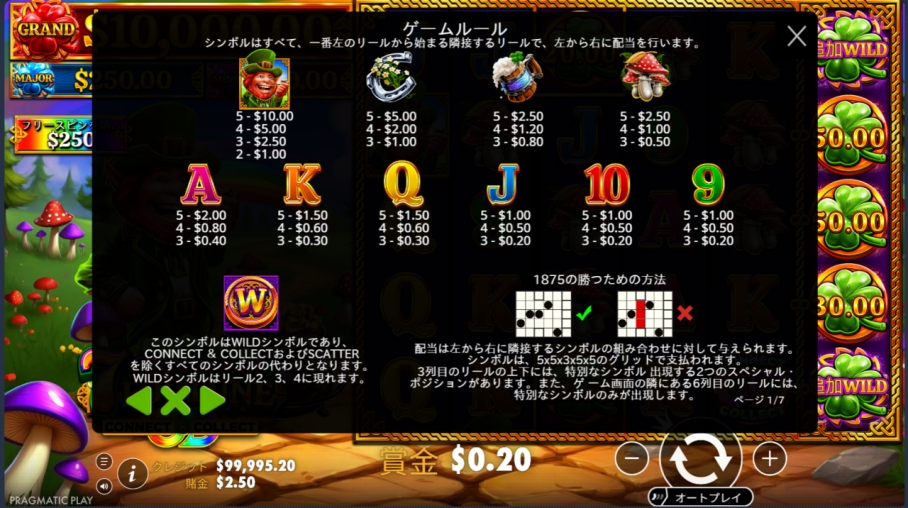 ゲームルール
シンボルはすべて、一番左のリールから始まる隣接するリールで、左から右に配当を行います。
GRAND
$10,000.00
MAJOR
$250.00
フリースピン
$250
追加WILD
5 - $10.00
4 - $5.00
3 - $2.50
2 - $1.00
5 - $5.00
4 - $2.00
3 - $1.00
5 - $2.50
4 - $1.20
3 - $0.80
5 - $2.50
4 - $1.00
3 - $0.50
50.00
A
K
Q
J
10
9
5 - $2.00
4 - $0.80
3 - $0.40
5 - $1.50
4 - $0.60
3 - $0.30
5 - $1.50
4 - $0.60
3 - $0.30
5 - $1.00
4 - $0.50
3 - $0.20
5 - $1.00
4 - $0.50
3 - $0.20
5 - $1.00
4 - $0.50
3 - $0.20
50.00
W
1875の勝つための方法
30.00
このシンボルはWILDシンボルであり、
CONNECT & COLLECTおよびSCATTER
を除くすべてのシンボルの代わりとなります。
WILDシンボルはリール2、3、4に現れます。
配当は左から右に隣接するシンボルの組み合わせに対して与えられます。
シンボルは、5x5x3x5x5のグリッドで支払われます。
3列目のリールの上下には、特別なシンボル 出現する2つのスペシャル・
ポジションがあります。また、ゲーム画面の隣にある6列目のリールには、
特別なシンボルのみが出現します。
ページ 1/7
追加WILD
CONNECT & COLLECT
COLLECT
クレジット $99,995.20
賭金 $2.50
賞金 $0.20
オートプレイ
PRAGMATIC PLAY